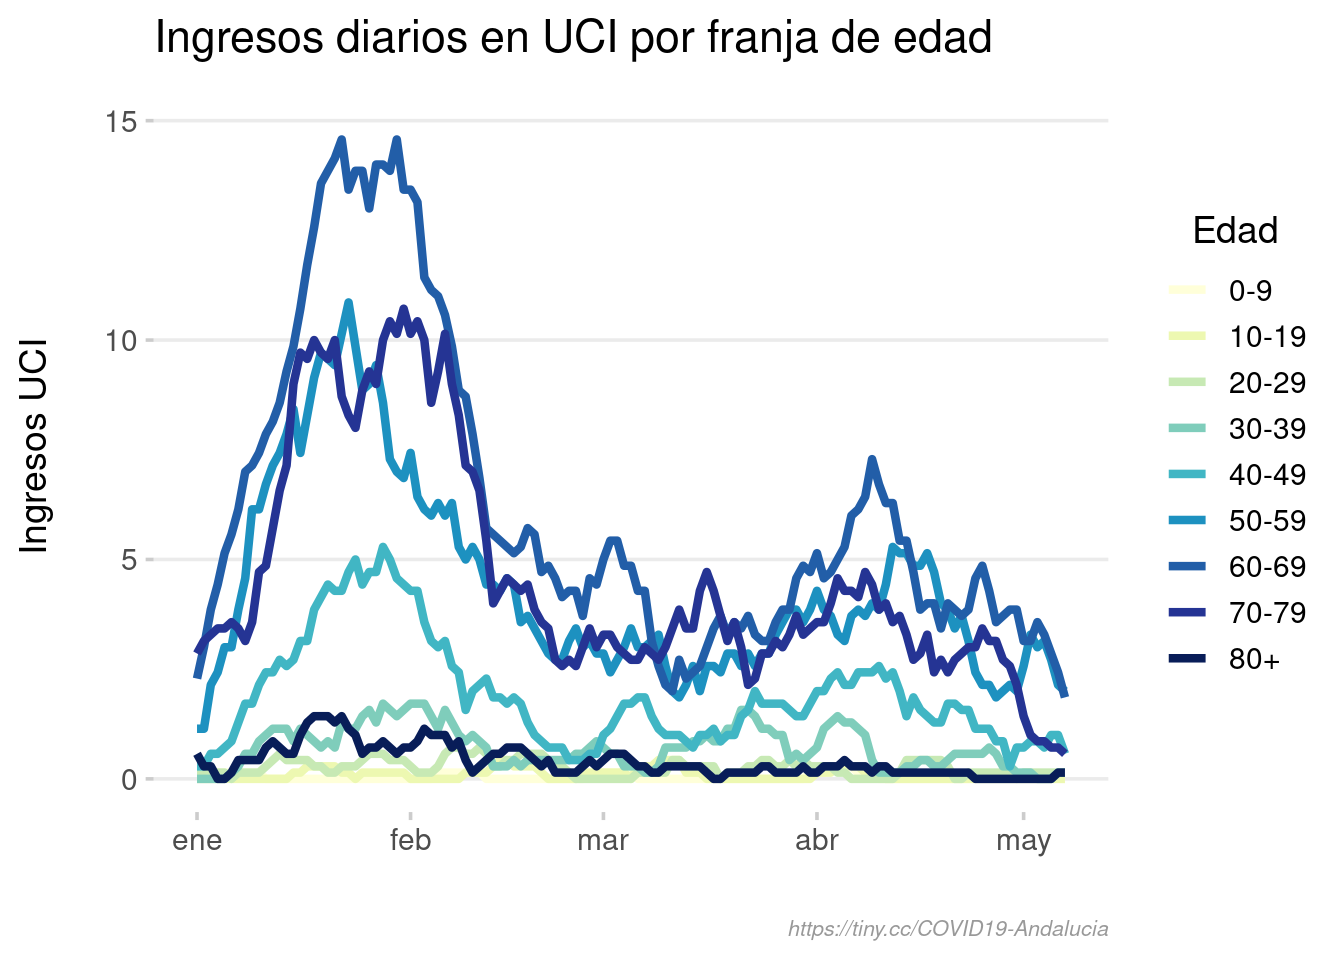 Ingresos diarios en UCI por franja de edad
Ingresos UCI
15
10
5
0
ene
feb
mar
abr
may
Edad
0-9
10-19
20-29
30-39
40-49
50-59
60-69
70-79
80+
https://tiny.cc/COVID19-Andalucia